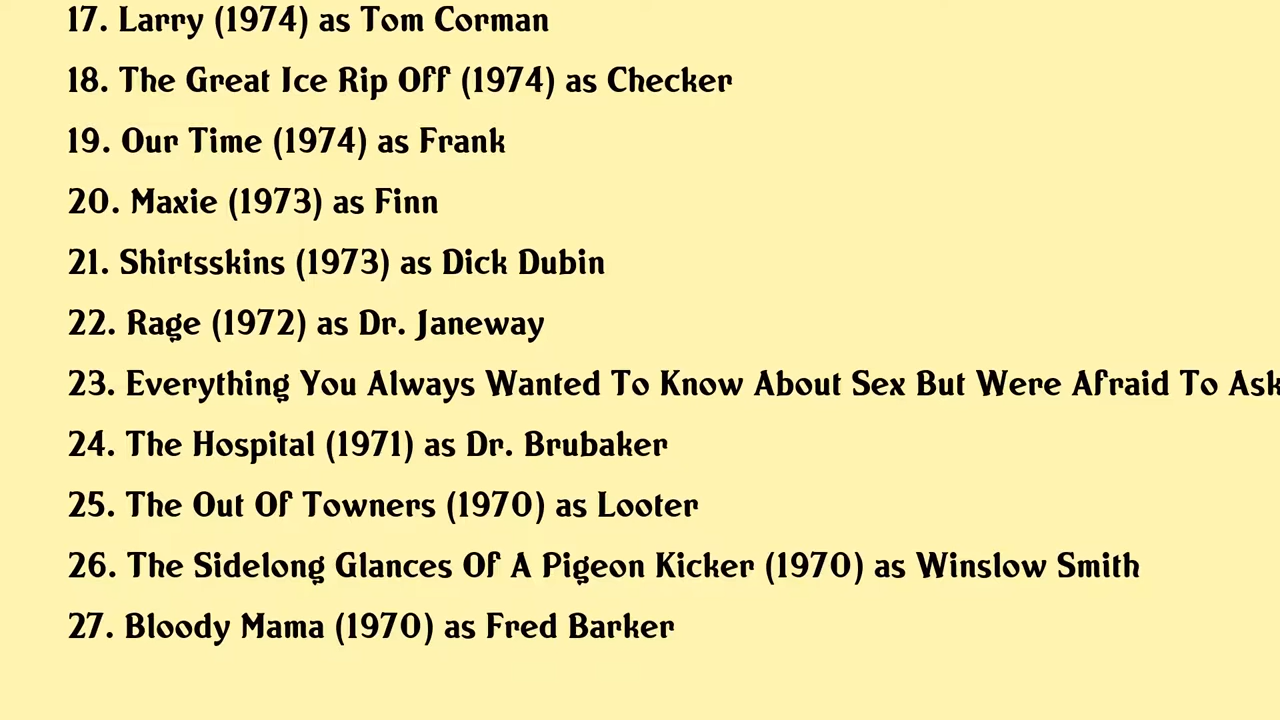 17. Larry (1974) as Tom Corman
18. The Great Ice Rip Off (1974) as Checker
19. Our Time (1974) as Frank
20. Maxie (1973) as Finn
21. Shirtsskins (1973) as Dick Dubin
22. Rage (1972) as Dr. Janeway
23. Everything You Always Wanted To Know About Sex But Were Afraid To Ask
24. The Hospital (1971) as Dr. Brubaker
25. The Out Of Towners (1970) as Looter
26. The Sidelong Glances Of A Pigeon Kicker (1970) as Winslow Smith
27. Bloody Mama (1970) as Fred Barker